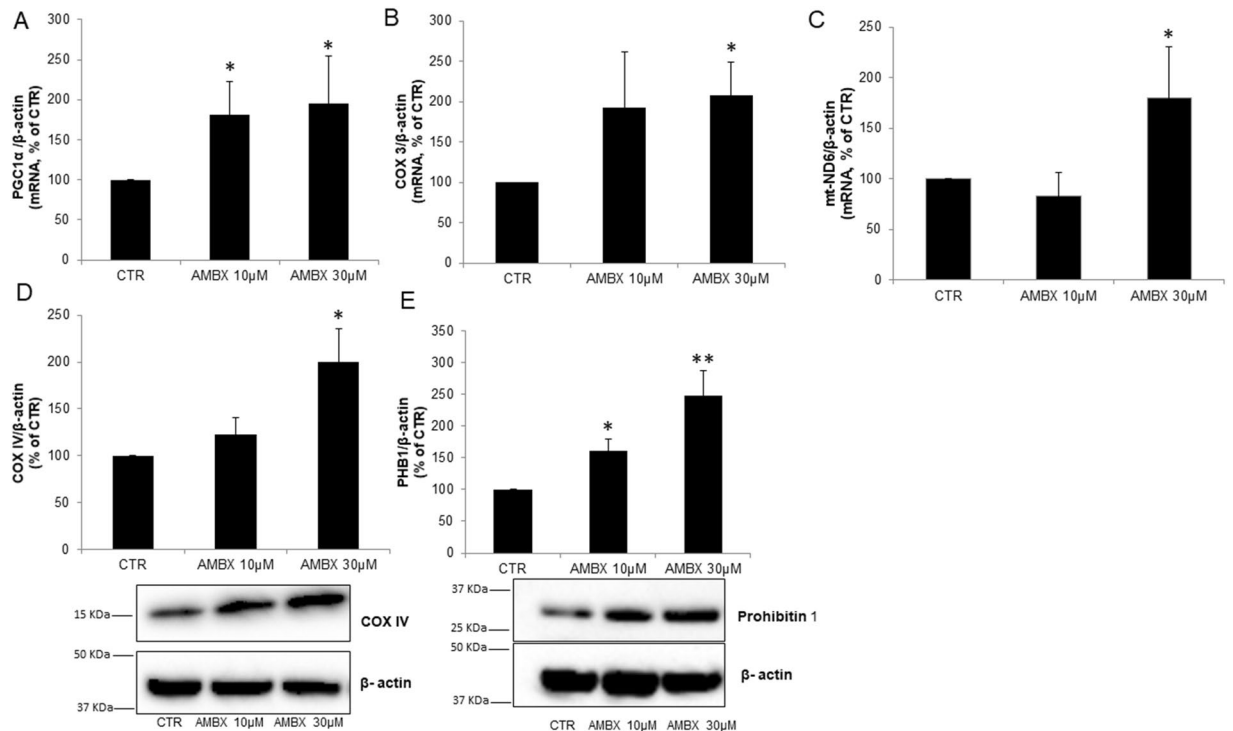 A
PGC1α /β-actin
(mRNA, % of CTR)
300
250
200
150
100
50
0
*
*
CTR
AMBX 10µM
AMBX 30µM
B
COX 3/β-actin
(mRNA, % of CTR)
300
250
200
150
100
50
0
*
CTR
AMBX 10µM
AMBX 30µM
C
mt-ND6/β-actin
(mRNA, % of CTR)
250
200
150
100
50
0
*
CTR
AMBX 10µM
AMBX 30µM
D
COX IV/β-actin
(% of CTR)
250
200
150
100
50
0
*
CTR
AMBX 10µM
AMBX 30µM
15 KDa
COX IV
50 KDa
β- actin
37 KDa
CTR
AMBX 10µM
AMBX 30µM
E
PHB1/β-actin
(% of CTR)
350
300
250
200
150
100
50
0
*
**
CTR
AMBX 10µM
AMBX 30µM
37 KDa
Prohibitin 1
25 KDa
50 KDa
β- actin
37 KDa
CTR
AMBX 10µM
AMBX 30µM